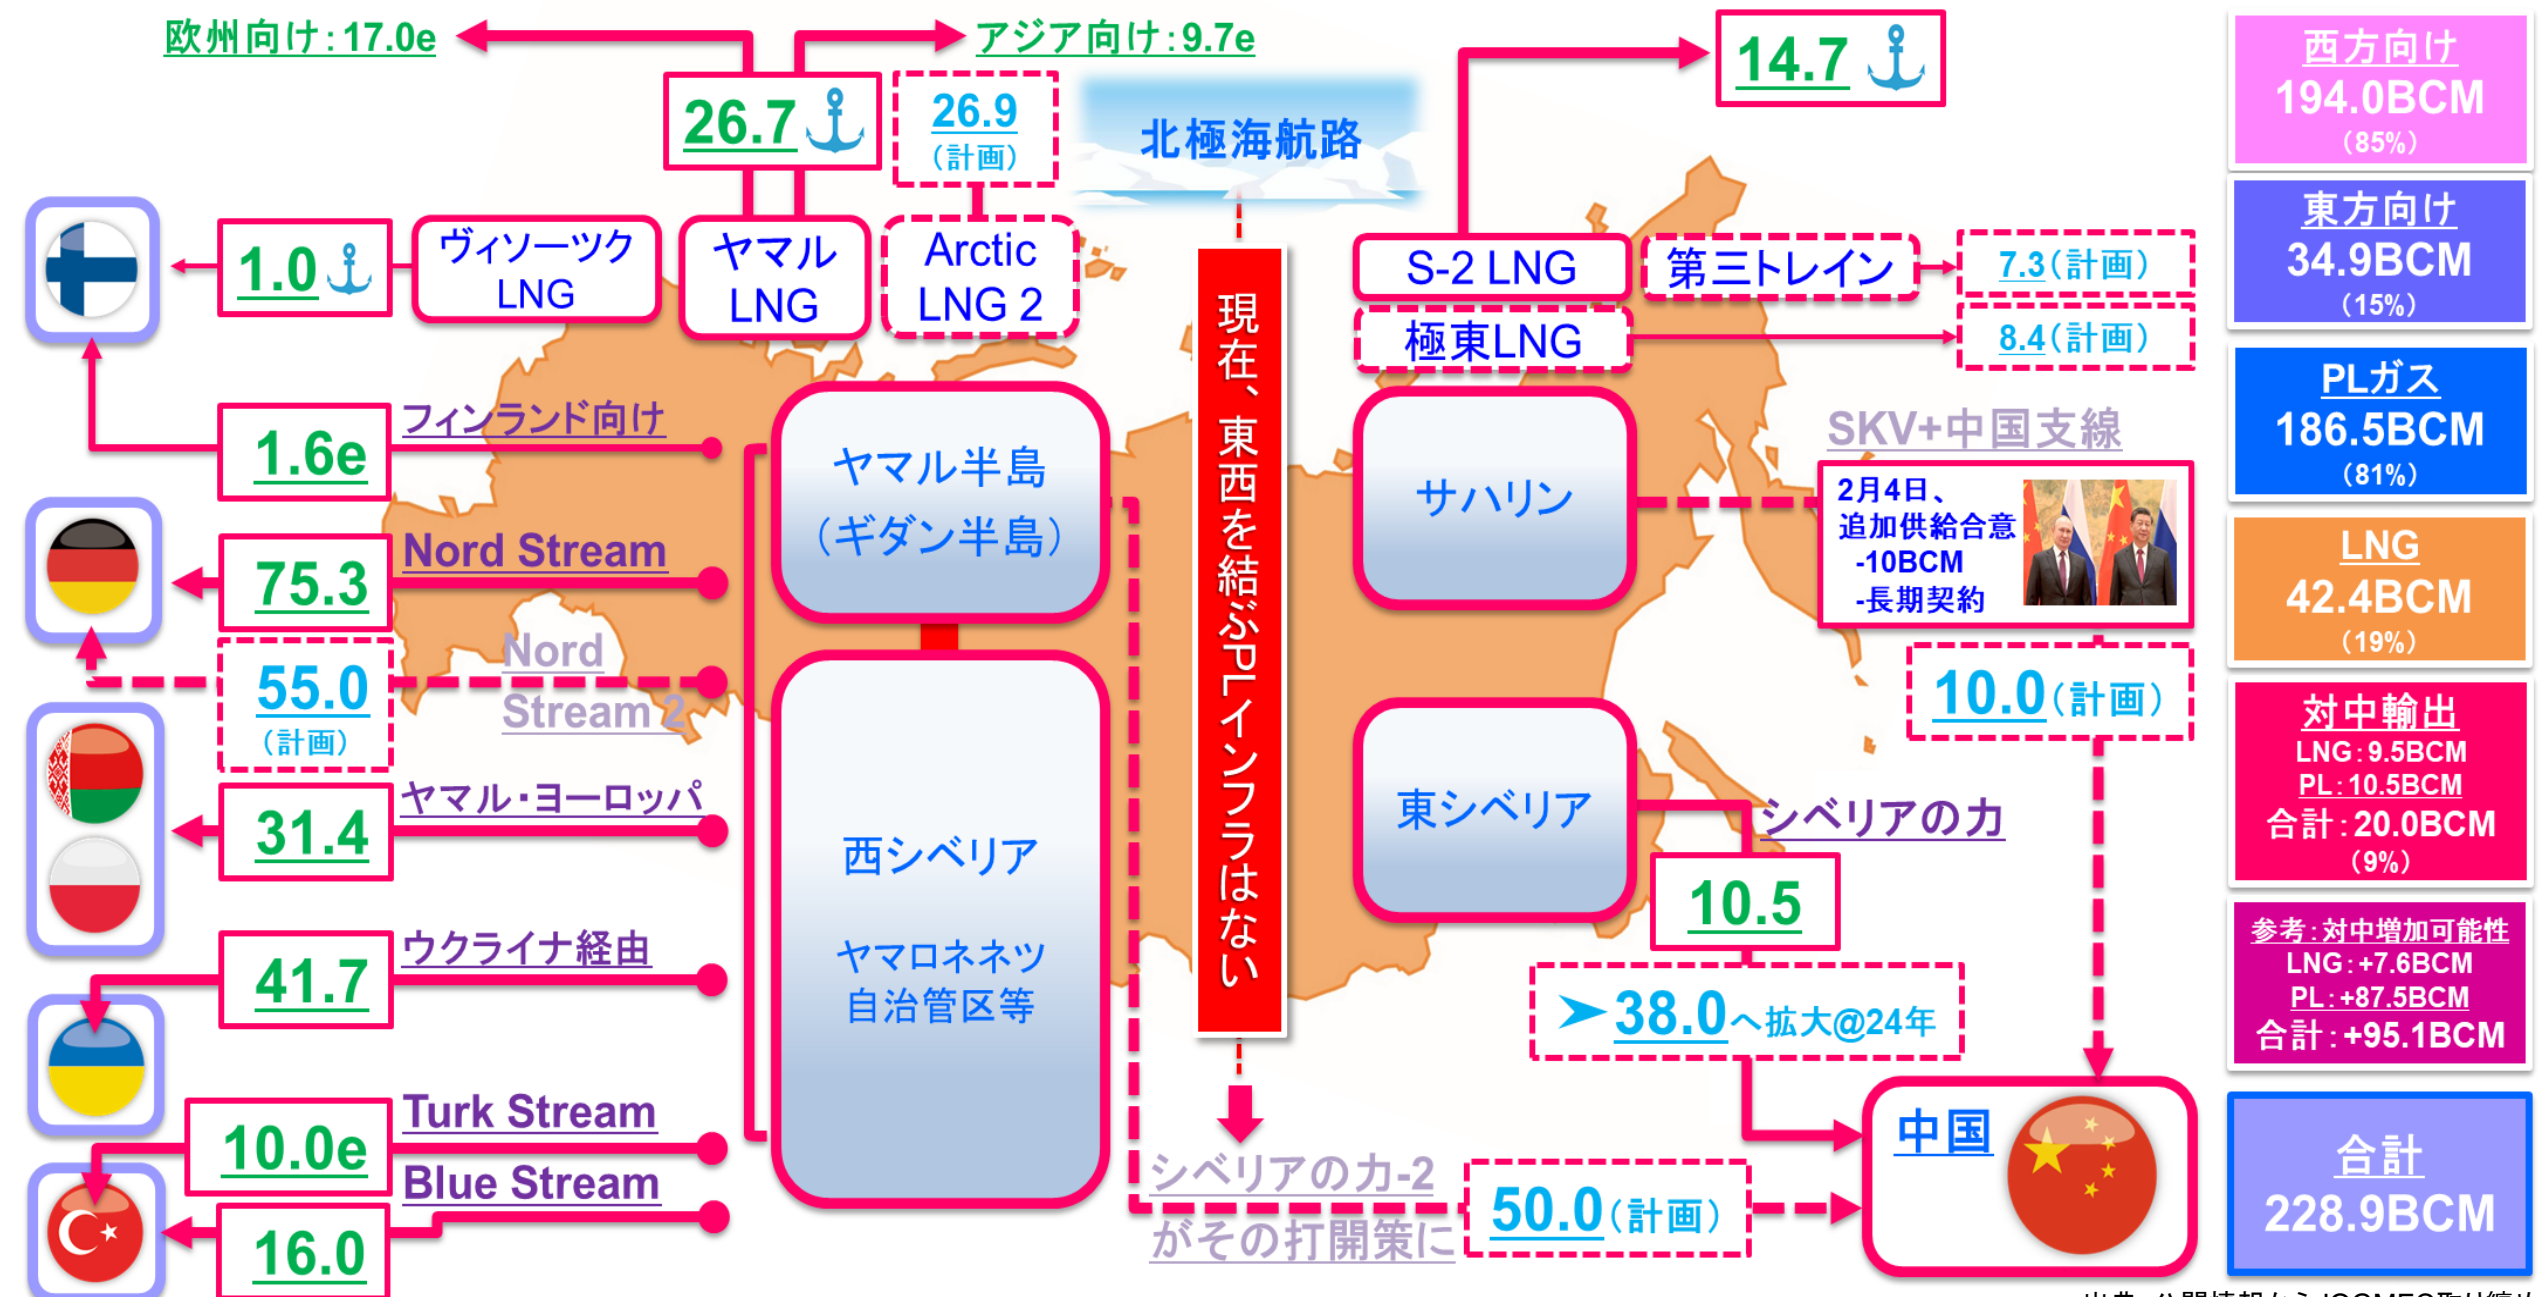 欧州向け：17.0e
アジア向け：9.7e
26.7
26.9
（計画）
北極海航路
14.7
1.0
ヴィソーツク
LNG
ヤマル
LNG
Arctic
LNG 2
S-2 LNG
第三トレイン
7.3（計画）
極東LNG
8.4（計画）
フィンランド向け
1.6e
Nord Stream
75.3
Nord
Stream 2
55.0
（計画）
ヤマル・ヨーロッパ
31.4
ウクライナ経由
41.7
Turk Stream
10.0e
Blue Stream
16.0
ヤマル半島
（ギダン半島）
西シベリア
ヤマロネネツ
自治管区等
現在、東西を結ぶPLインフラはない
シベリアの力-2
がその打開策に
50.0（計画）
サハリン
SKV+中国支線
2月4日、
追加供給合意
-10BCM
-長期契約
10.0（計画）
東シベリア
シベリアの力
10.5
➤38.0へ拡大@24年
中国
西方向け
194.0BCM
（85%）
東方向け
34.9BCM
（15%）
PLガス
186.5BCM
（81%）
LNG
42.4BCM
（19%）
対中輸出
LNG：9.5BCM
PL：10.5BCM
合計：20.0BCM
（9%）
参考：対中増加可能性
LNG：+7.6BCM
PL：+87.5BCM
合計：+95.1BCM
合計
228.9BCM